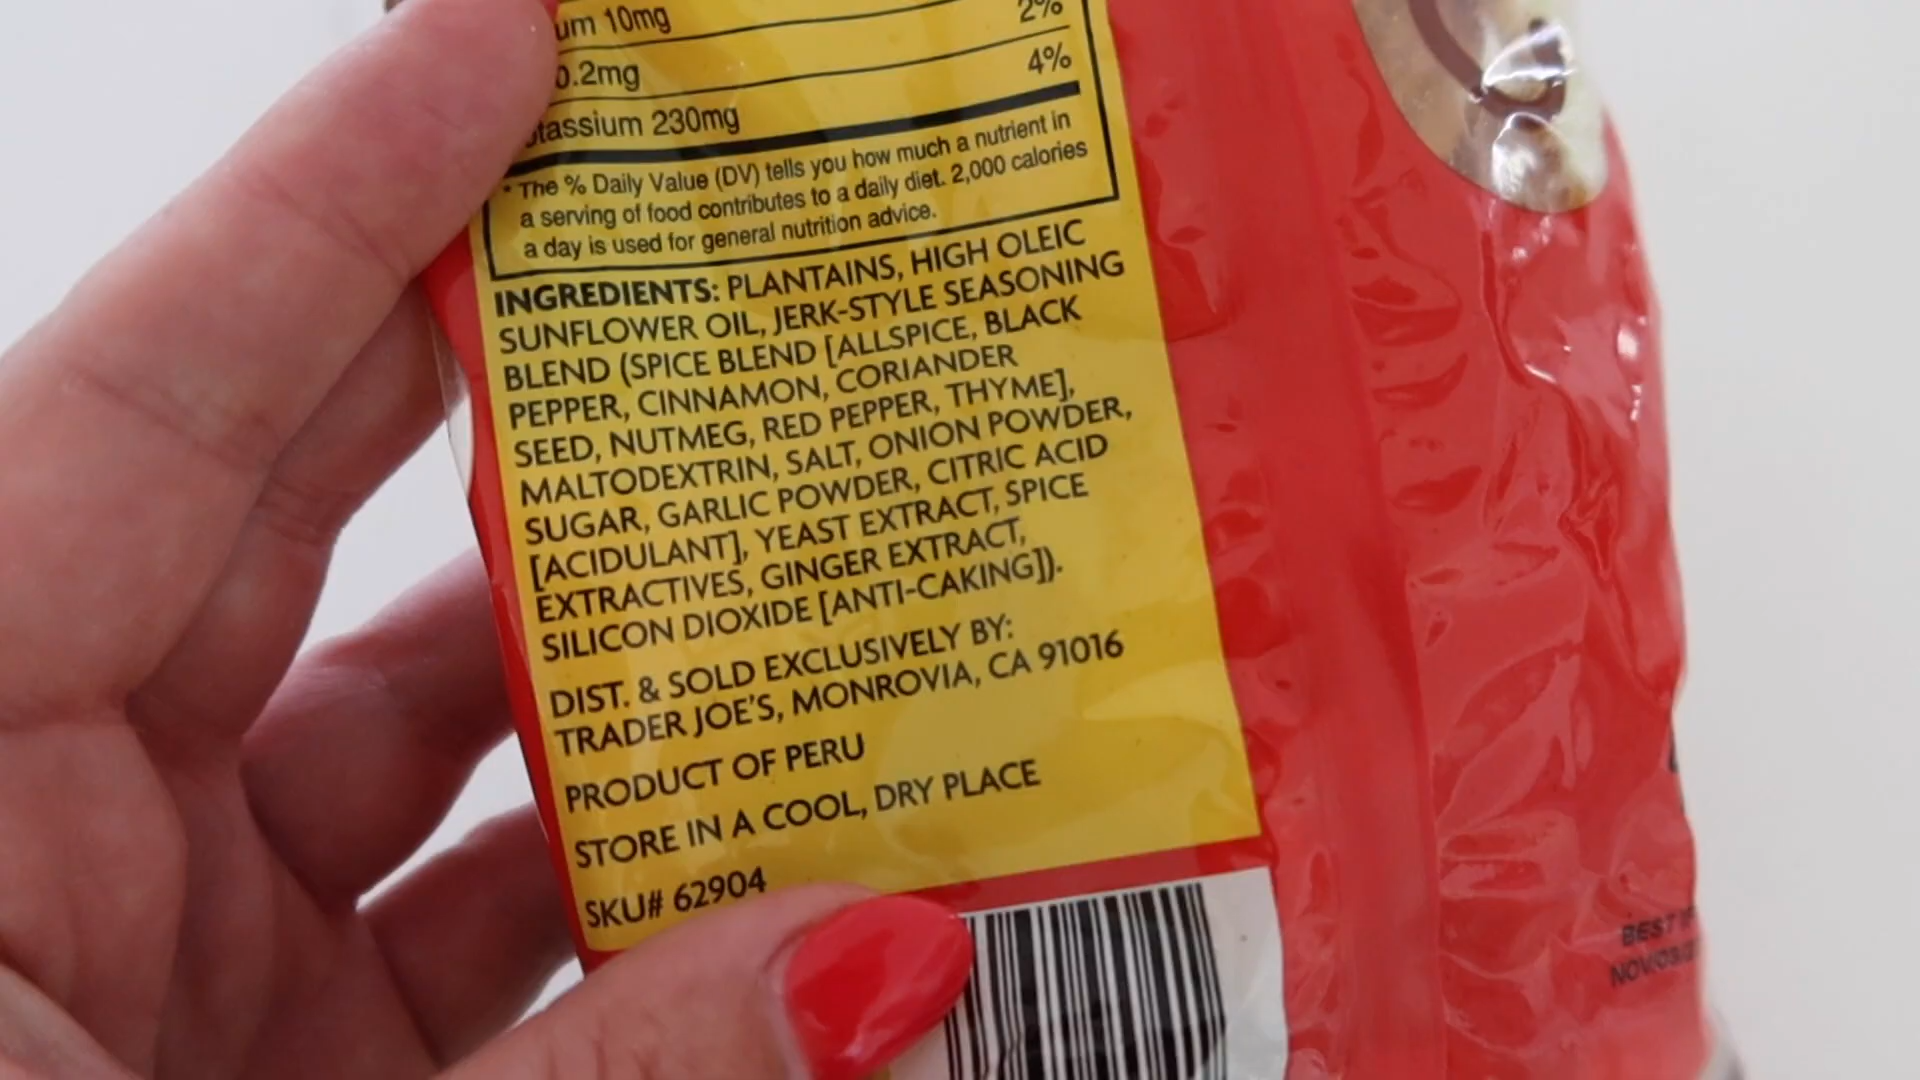 um 10mg 2%
0.2mg
tassium 230mg 4%
* The % Daily Value (DV) tells you how much a nutrient in
a serving of food contributes to a daily diet. 2,000 calories
a day is used for general nutrition advice.
INGREDIENTS: PLANTAINS, HIGH OLEIC
SUNFLOWER OIL, JERK-STYLE SEASONING
BLEND (SPICE BLEND [ALLSPICE, BLACK
PEPPER, CINNAMON, CORIANDER
SEED, NUTMEG, RED PEPPER, THYME],
MALTODEXTRIN, SALT, ONION POWDER,
SUGAR, GARLIC POWDER, CITRIC ACID
[ACIDULANT], YEAST EXTRACT, SPICE
EXTRACTIVES, GINGER EXTRACT,
SILICON DIOXIDE [ANTI-CAKING]).
DIST. & SOLD EXCLUSIVELY BY:
TRADER JOE'S, MONROVIA, CA 91016
PRODUCT OF PERU
STORE IN A COOL, DRY PLACE
SKU# 62904
BEST